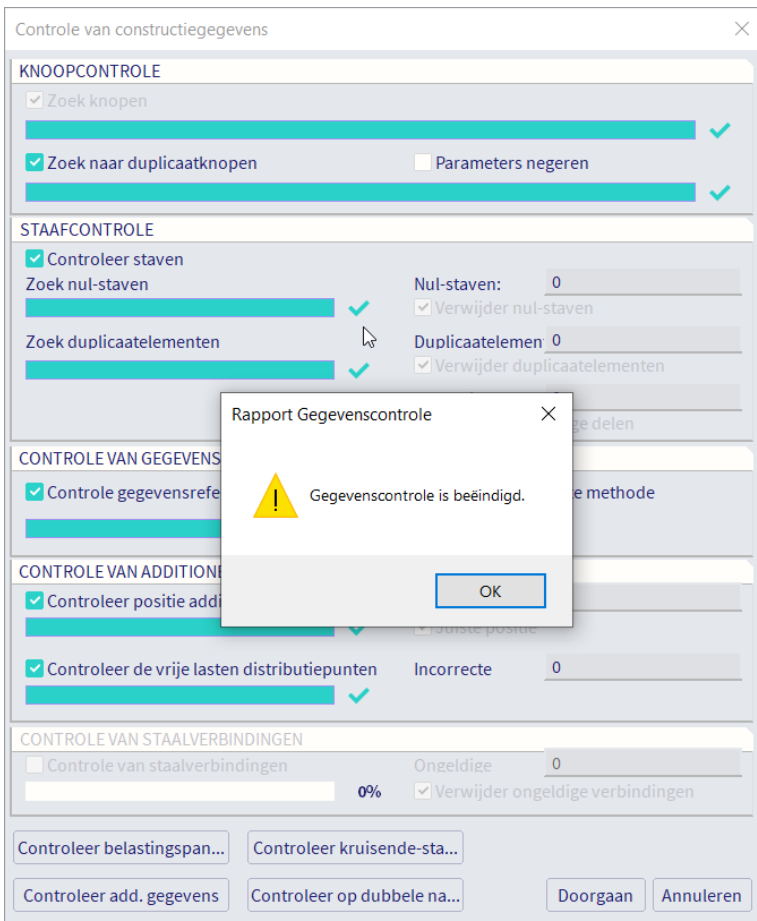 Controle van constructiegegevens
KNOOPCONTROLE
Zoek knopen
Zoek naar duplicaatknopen
Parameters negeren
STAAFCONTROLE
Controleer staven
Zoek nul-staven
Nul-staven: 0
Verwijder nul-staven
Zoek duplicaatelementen
Duplicaatelemen 0
Verwijder duplicaatelementen
ge delen
Rapport Gegevenscontrole
Gegevenscontrole is beëindigd.
OK
CONTROLE VAN GEGEVENS
Controle gegevensrefe
te methode
CONTROLE VAN ADDITIONE
Controleer positie addi
Juiste positie
Controleer de vrije lasten distributiepunten
Incorrecte 0
CONTROLE VAN STAALVERBINDINGEN
Controle van staalverbindingen
Ongeldige 0
0%
Verwijder ongeldige verbindingen
Controleer belastingspan...
Controleer kruisende-sta...
Controleer add. gegevens
Controleer op dubbele na...
Doorgaan
Annuleren